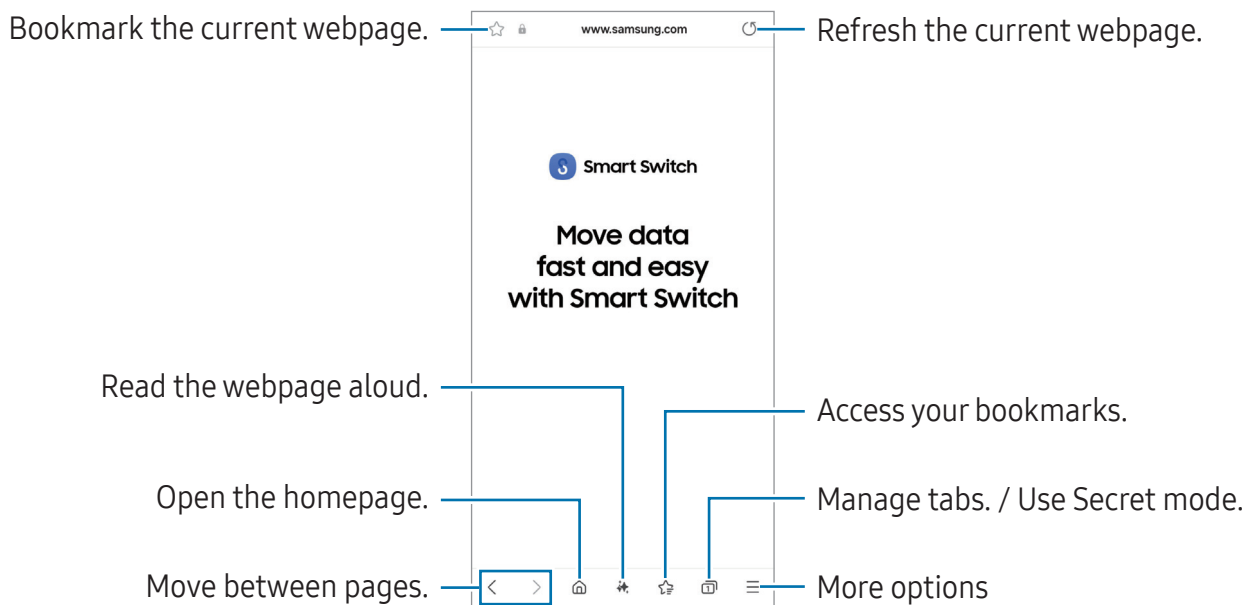 Bookmark the current webpage.
www.samsung.com
Refresh the current webpage.
Smart Switch
Move data
fast and easy
with Smart Switch
Read the webpage aloud.
Access your bookmarks.
Open the homepage.
Manage tabs. / Use Secret mode.
Move between pages.
1
More options